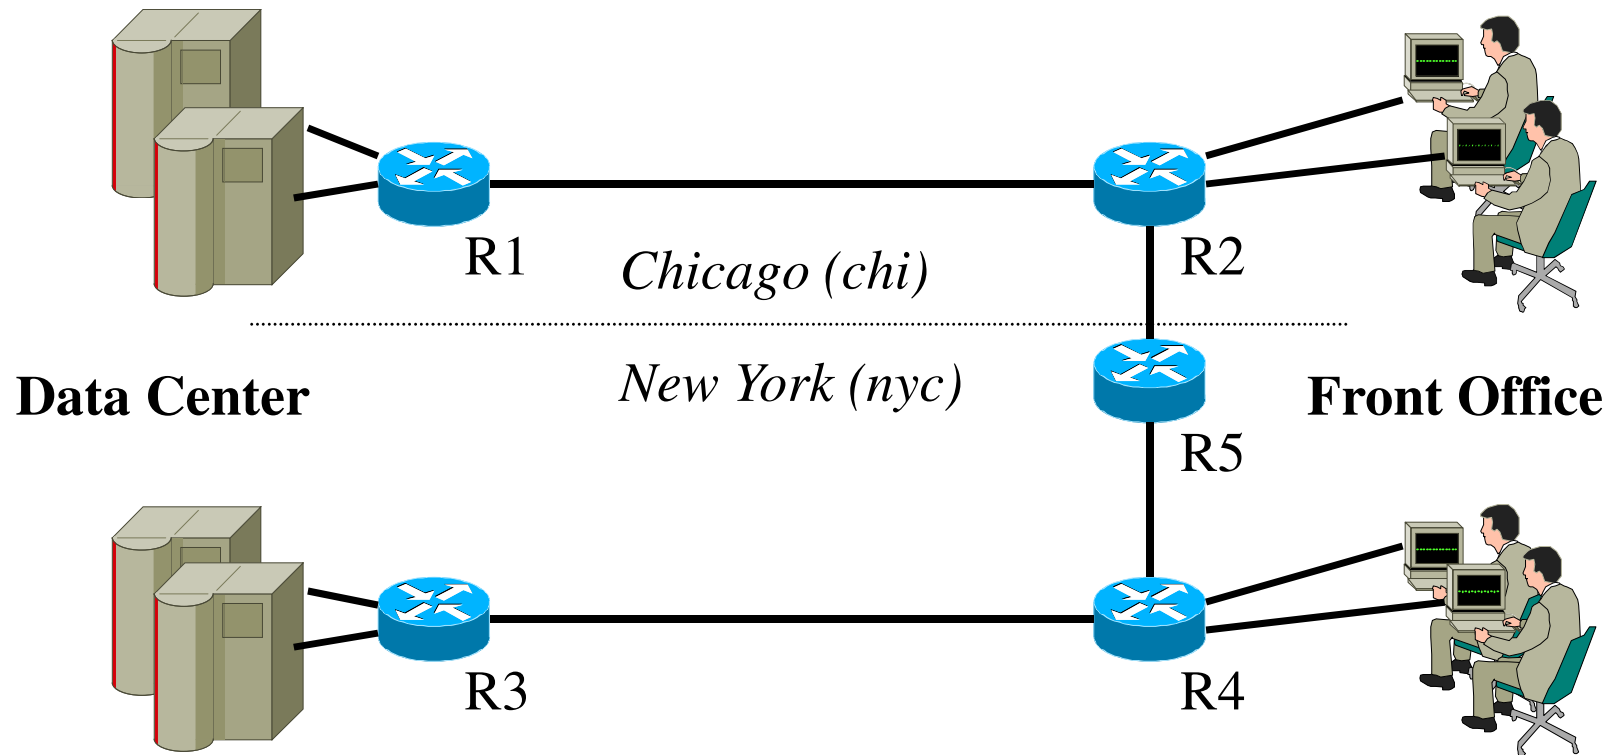 R1
R2
Chicago (chi)
New York (nyc)
Data Center
Front Office
R5
R3
R4